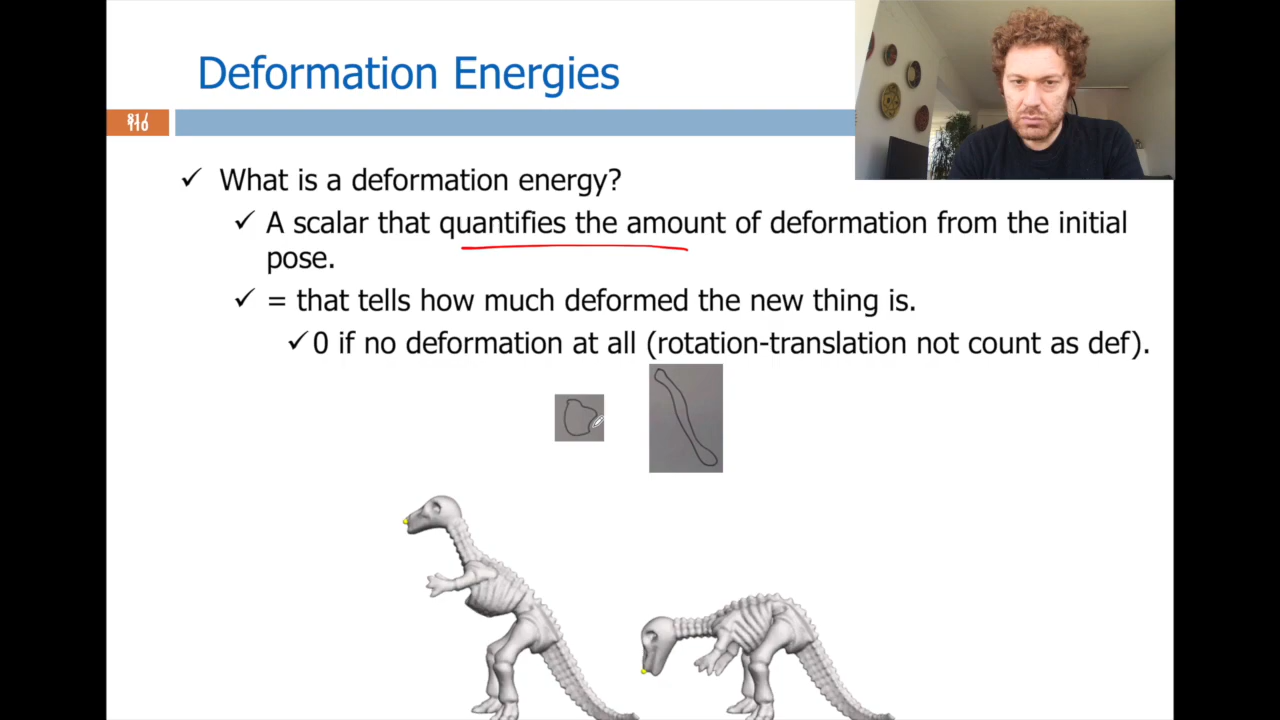 Deformation Energies
110
✓ What is a deformation energy?
✓ A scalar that quantifies the amount of deformation from the initial
pose.
✓ = that tells how much deformed the new thing is.
✓ 0 if no deformation at all (rotation-translation not count as def).